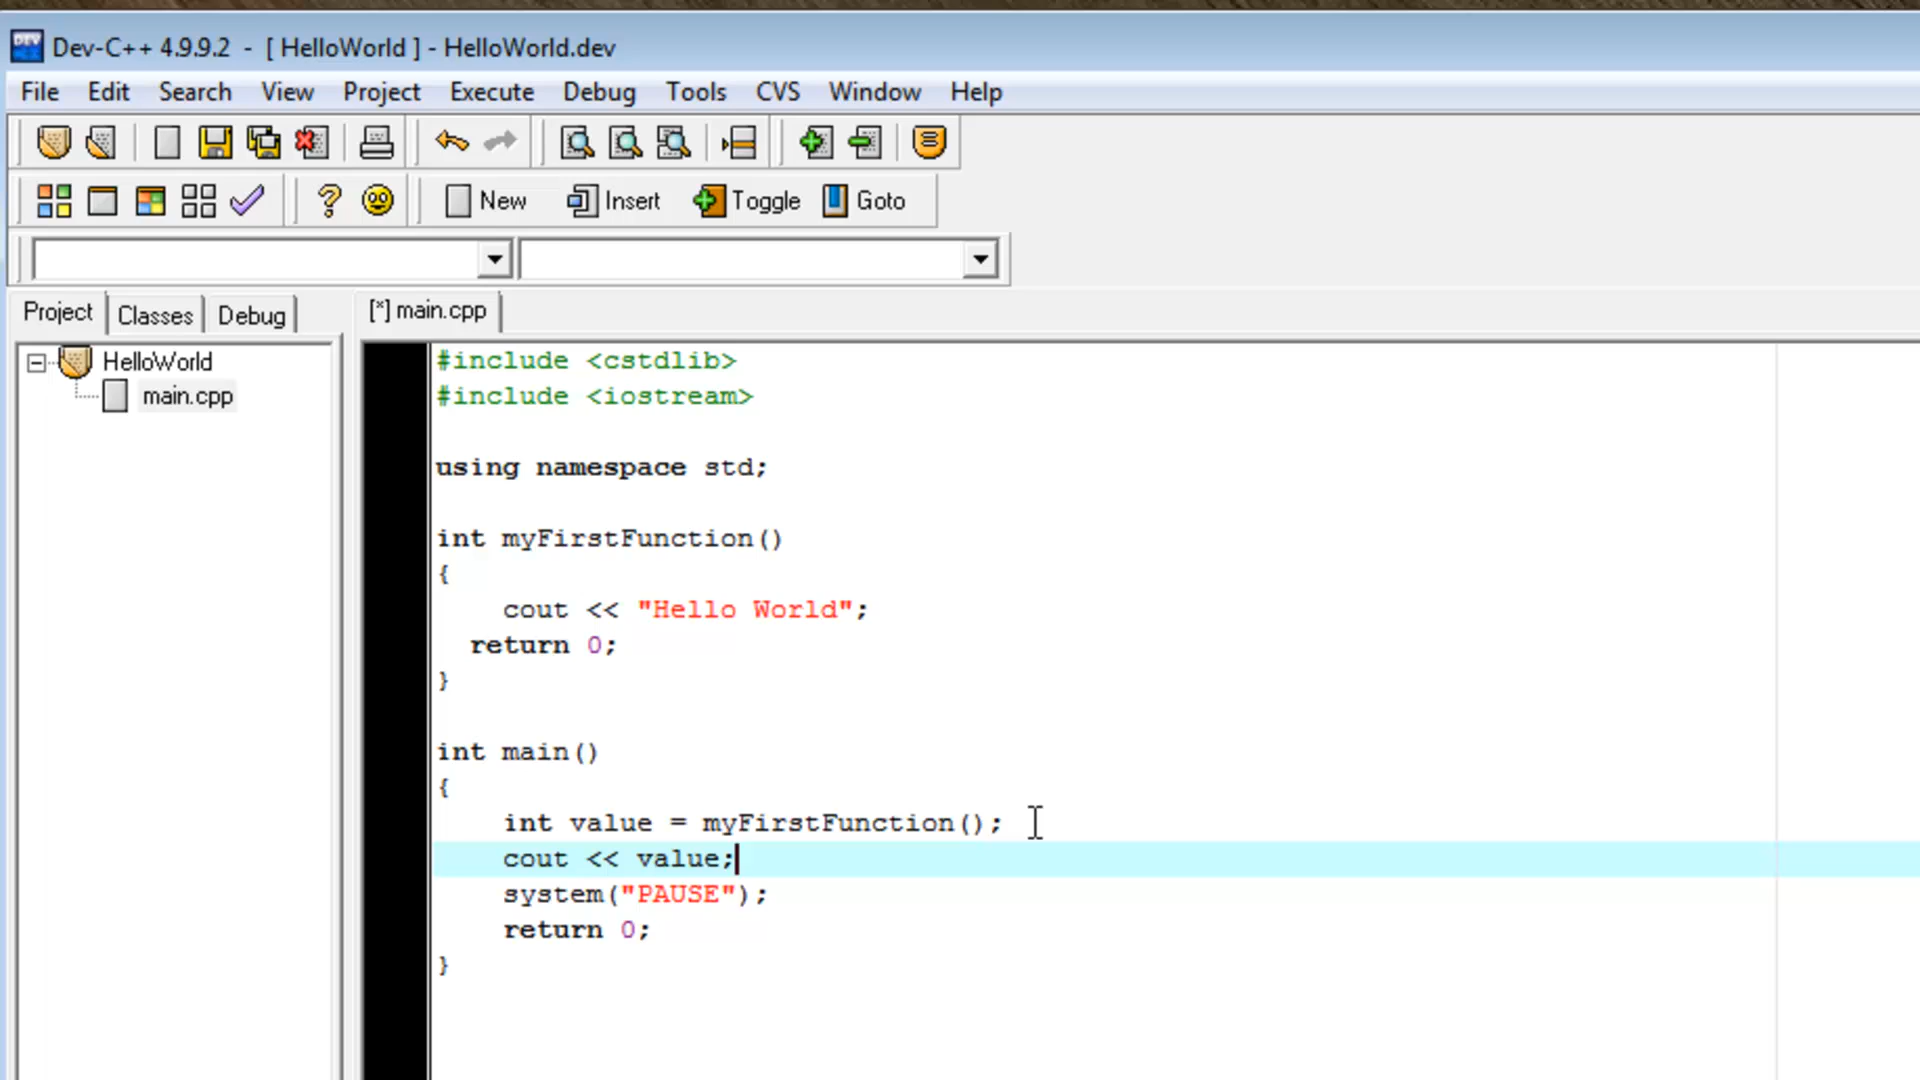 Dev-C++ 4.9.9.2 - [ HelloWorld ] - HelloWorld.dev
File Edit Search View Project Execute Debug Tools CVS Window Help
New Insert Toggle Goto
Project Classes Debug
[*] main.cpp
HelloWorld
main.cpp
#include <cstdlib>
#include <iostream>
using namespace std;
int myFirstFunction()
{
cout << "Hello World";
return 0;
}
int main()
{
int value = myFirstFunction();
cout << value;
system("PAUSE");
return 0;
}